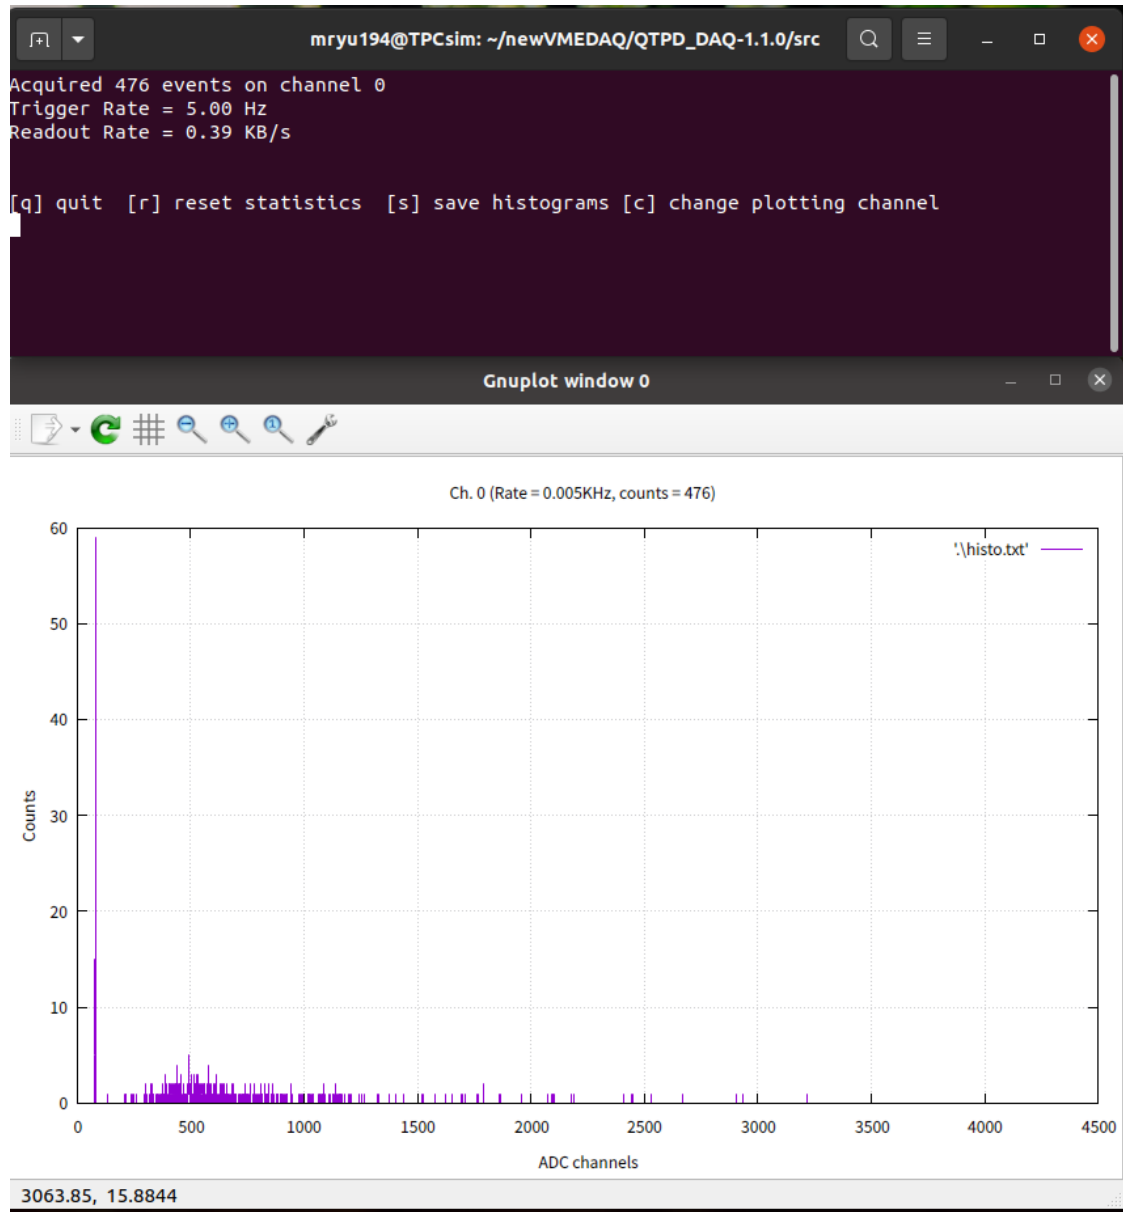 mryu194@TPCsim: ~/newVMEDAQ/QTPD_DAQ-1.1.0/src
Acquired 476 events on channel 0
Trigger Rate = 5.00 Hz
Readout Rate = 0.39 KB/s
[q] quit  [r] reset statistics  [s] save histograms [c] change plotting channel
Gnuplot window 0
Ch. 0 (Rate = 0.005KHz, counts = 476)
'.\histo.txt'
60
50
40
30
20
10
0
Counts
0 500 1000 1500 2000 2500 3000 3500 4000 4500
ADC channels
3063.85, 15.8844